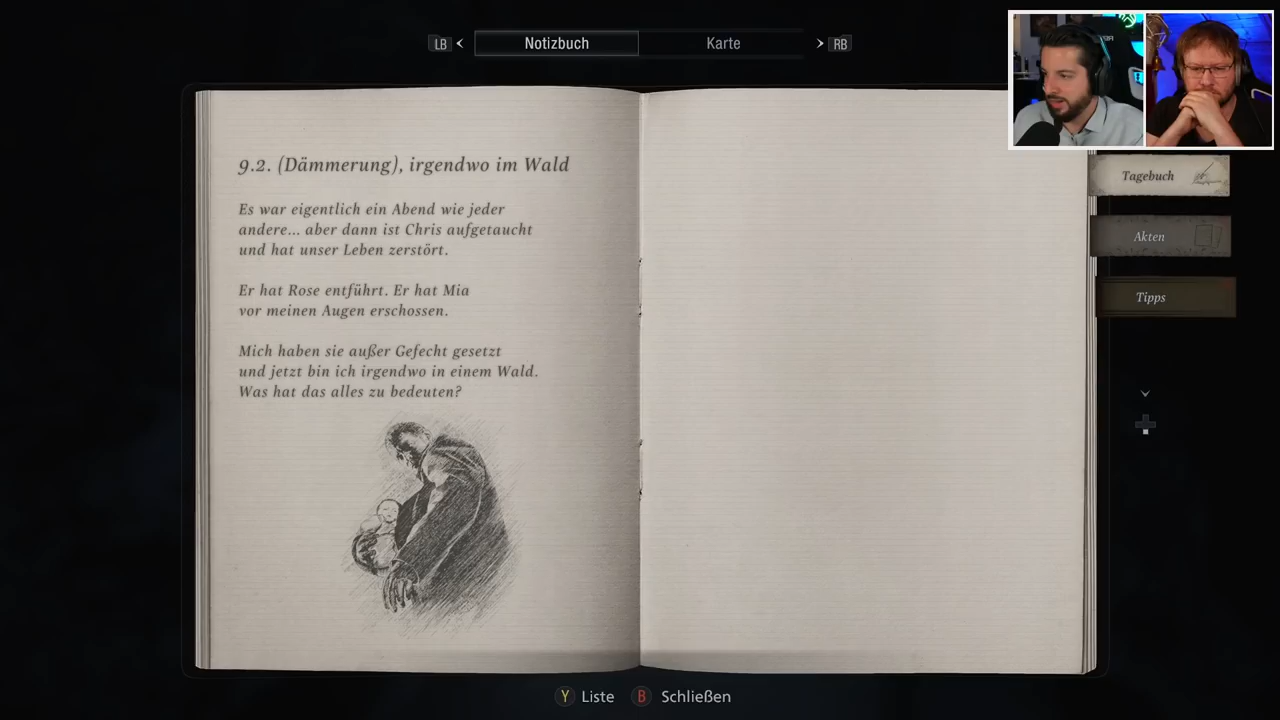 LB
Notizbuch
Karte
RB
9.2. (Dämmerung), irgendwo im Wald
Es war eigentlich ein Abend wie jeder
andere... aber dann ist Chris aufgetaucht
und hat unser Leben zerstört.
Er hat Rose entführt. Er hat Mia
vor meinen Augen erschossen.
Mich haben sie außer Gefecht gesetzt
und jetzt bin ich irgendwo in einem Wald.
Was hat das alles zu bedeuten?
Tagebuch
Akten
Tipps
Y Liste B Schließen